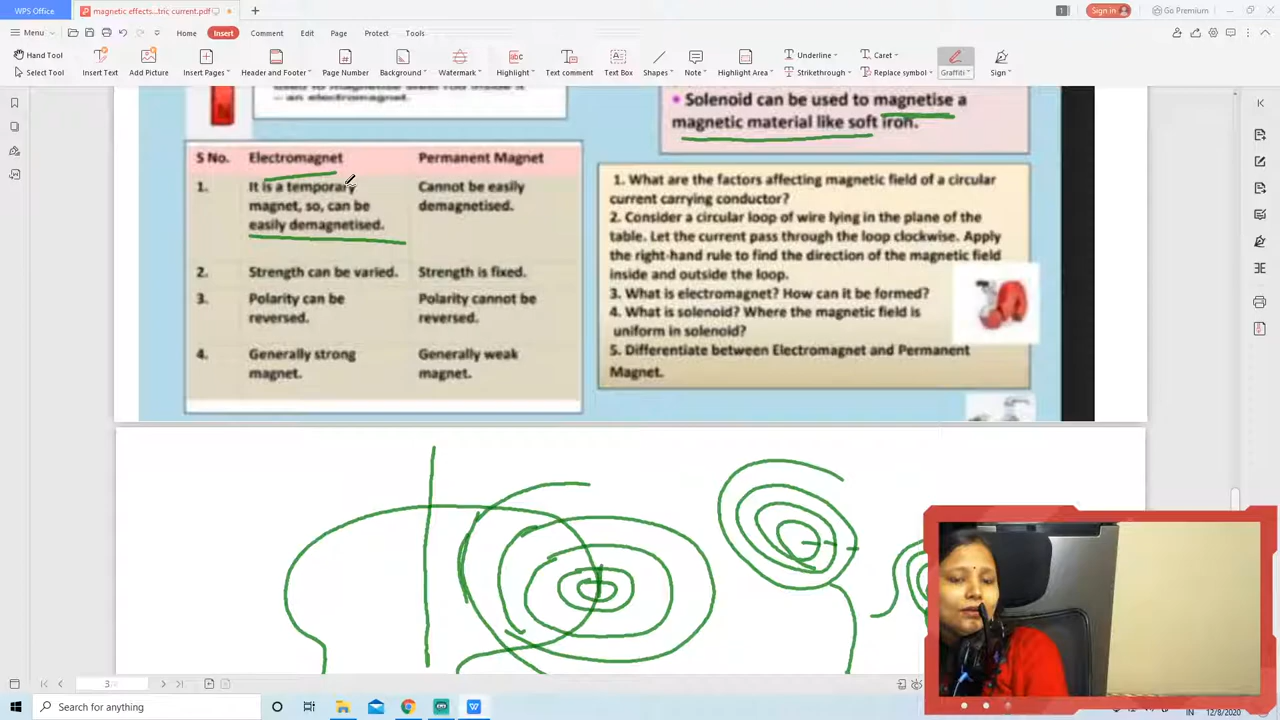 WPS Office
magnetic effects...tric current.pdf
1
Sign in
Go Premium
Menu
Home
Insert
Comment
Edit
Page
Protect
Tools
Hand Tool
Select Tool
Insert Text
Add Picture
Insert Pages
Page Number
Header and Footer
Background
Watermark
Highlight
Text comment
Text Box
Shapes
Note
Highlight Area
Underline
Strikethrough
Caret
Replace symbol
Graffiti
Sign
– an electromagnet.
• Solenoid can be used to magnetise a
magnetic material like soft iron.
S No. Electromagnet Permanent Magnet
1. It is a temporary Cannot be easily
magnet, so, can be demagnetised.
easily demagnetised.
2. Strength can be varied. Strength is fixed.
3. Polarity can be Polarity cannot be
reversed. reversed.
4. Generally strong Generally weak
magnet. magnet.
1. What are the factors affecting magnetic field of a circular
current carrying conductor?
2. Consider a circular loop of wire lying in the plane of the
table. Let the current pass through the loop clockwise. Apply
the right-hand rule to find the direction of the magnetic field
inside and outside the loop.
3. What is electromagnet? How can it be formed?
4. What is solenoid? Where the magnetic field is
uniform in solenoid?
5. Differentiate between Electromagnet and Permanent
Magnet.
3
Search for anything
IN
12/8/2020